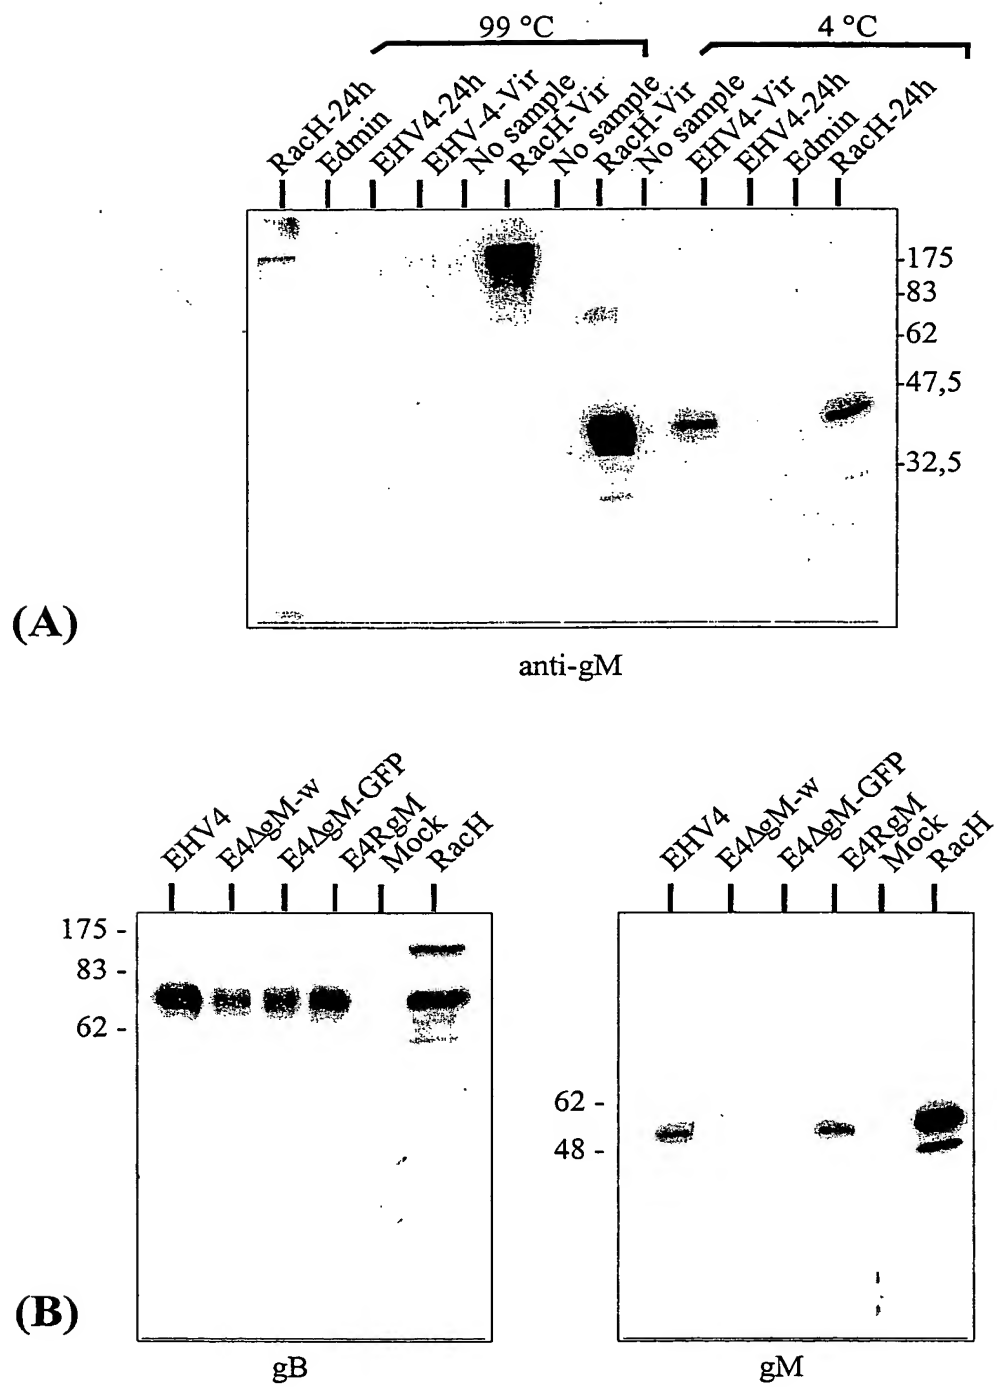 99 °C
4 °C
RacH-24h
Edmin
EHV4-24h
EHV-4-Vir
No sample
RacH-Vir
No sample
RacH-Vir
No sample
EHV4-Vir
EHV4-24h
Edmin
RacH-24h
-175
-83
-62
-47,5
-32,5
(A)
anti-gM
EHV4
E4ΔgM-w
E4ΔgM-GFP
E4RgM
Mock
RacH
175 -
83 -
62 -
gB
EHV4
E4ΔgM-w
E4ΔgM-GFP
E4RgM
Mock
RacH
62 -
48 -
gM
(B)